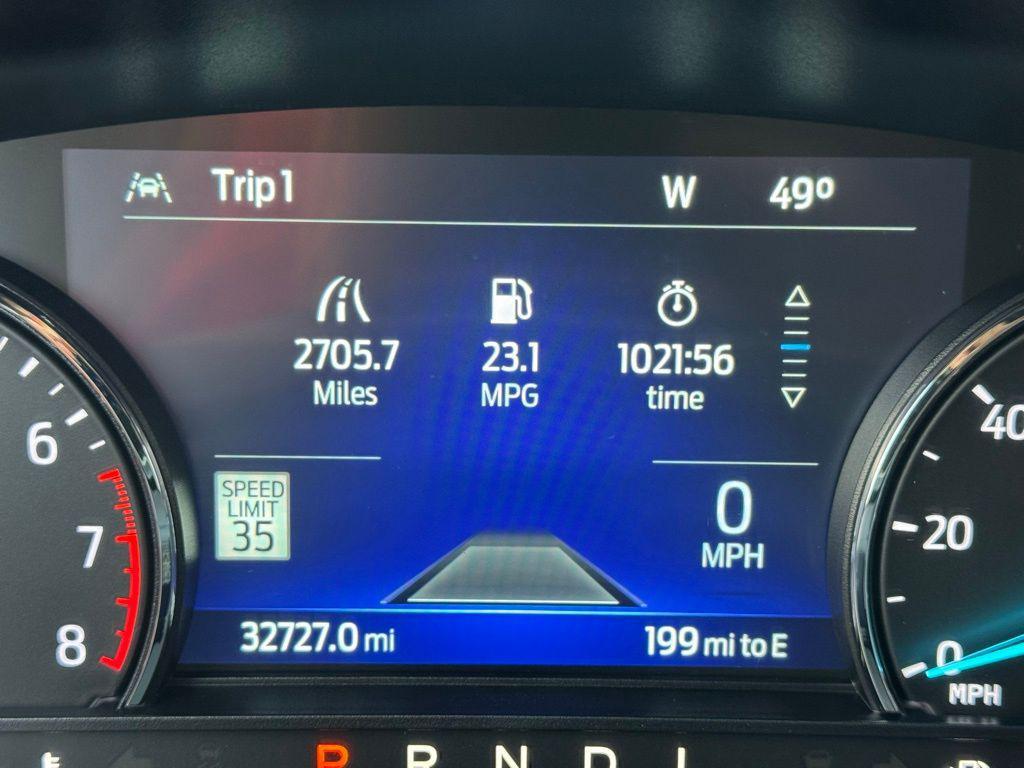 Trip 1 W 49º
2705.7 23.1 1021:56
Miles MPG time
SPEED
LIMIT
35
0
MPH
32727.0 mi 199 mi to E
6
7
8
40
20
0
MPH
P R N D L